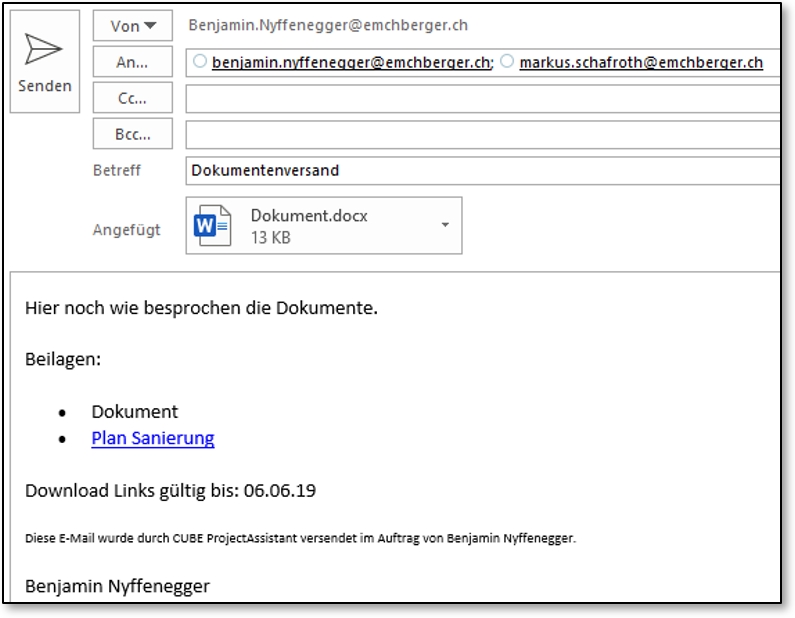 Von
Benjamin.Nyffenegger@emchberger.ch
Senden
An...
benjamin.nyffenegger@emchberger.ch; markus.schafroth@emchberger.ch
Cc...
Bcc...
Betreff
Dokumentenversand
Angefügt
W
Dokument.docx
13 KB
Hier noch wie besprochen die Dokumente.
Beilagen:
• Dokument
• Plan Sanierung
Download Links gültig bis: 06.06.19
Diese E-Mail wurde durch CUBE ProjectAssistant versendet im Auftrag von Benjamin Nyffenegger.
Benjamin Nyffenegger